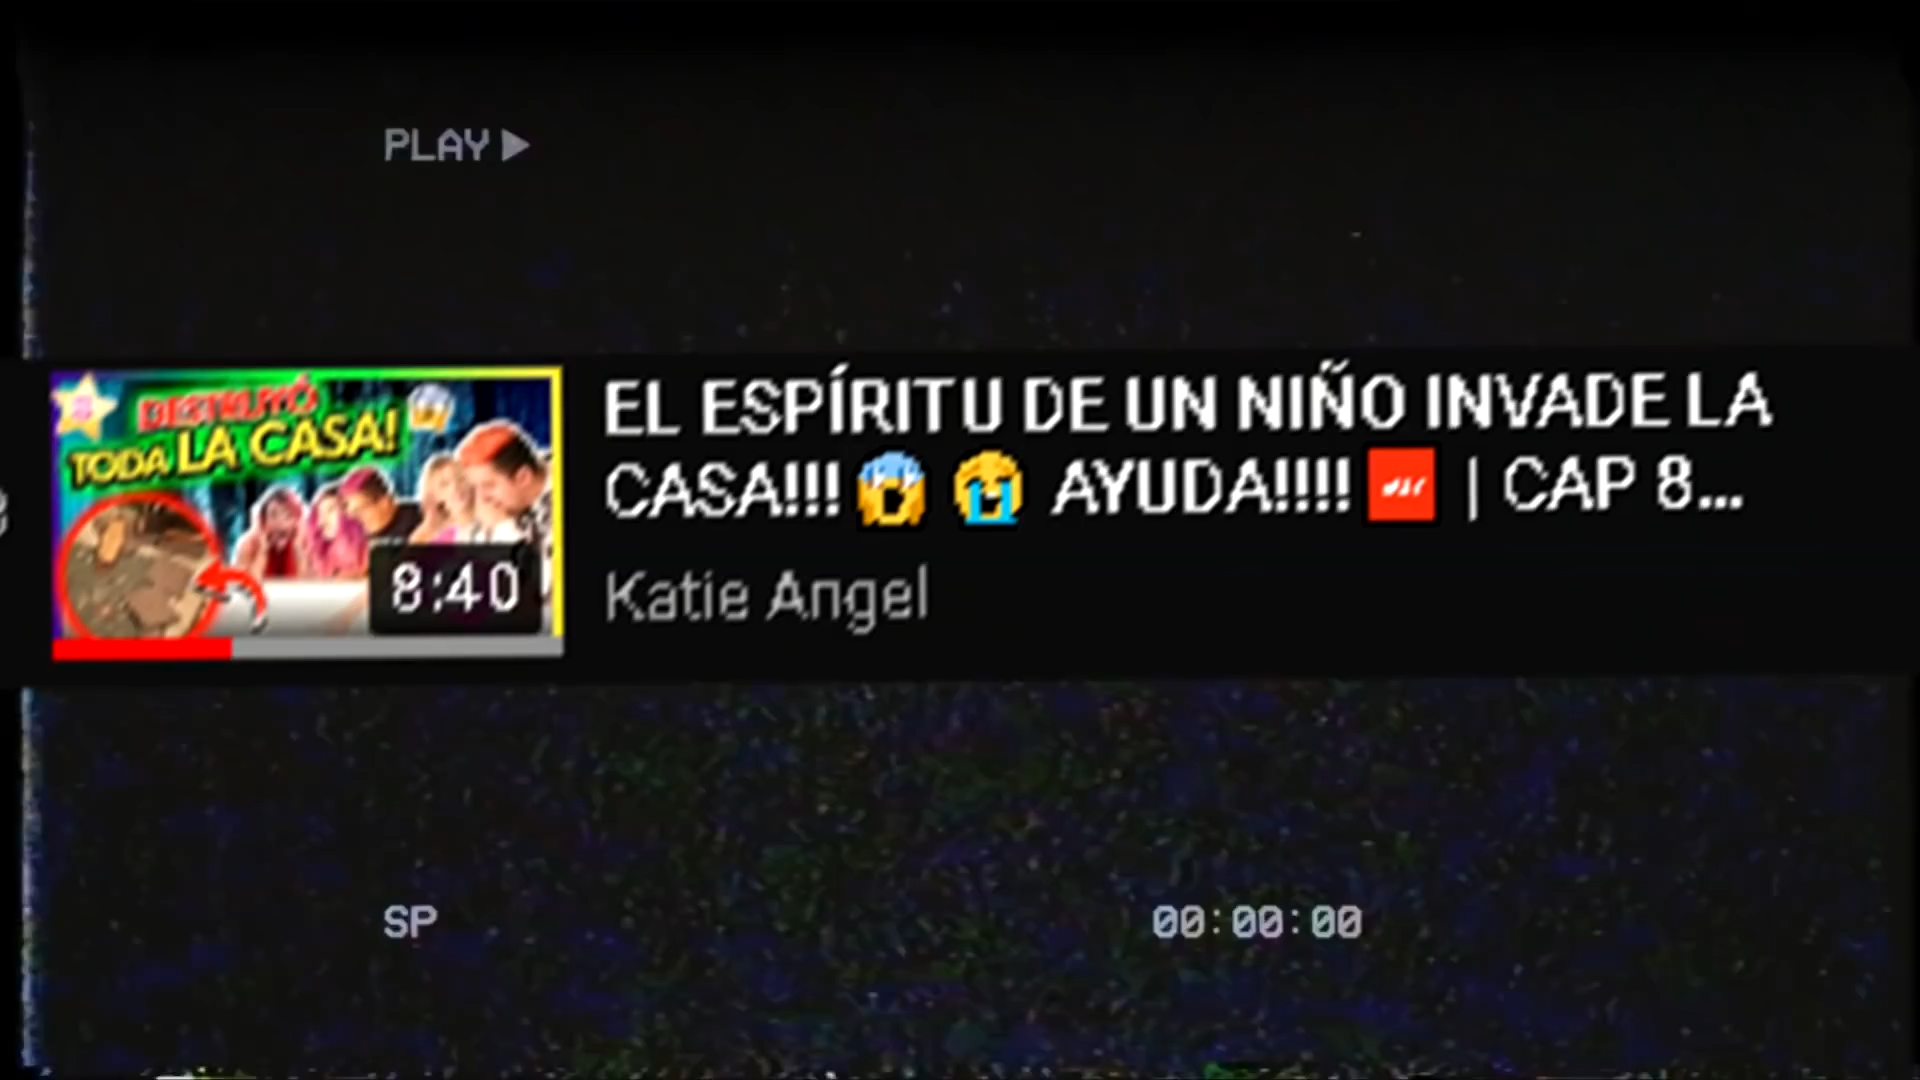 PLAY
DESTRUYÓ
TODA LA CASA!
8:40
EL ESPÍRITU DE UN NIÑO INVADE LA
CASA!!!😱😭 AYUDA!!!! | CAP 8...
Katie Angel
SP
00:00:00